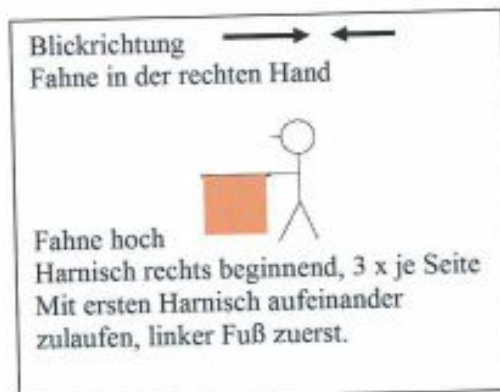 Blickrichtung
Fahne in der rechten Hand
Fahne hoch
Harnisch rechts beginnend, 3 x je Seite
Mit ersten Harnisch aufeinander
zulaufen, linker Fuß zuerst.